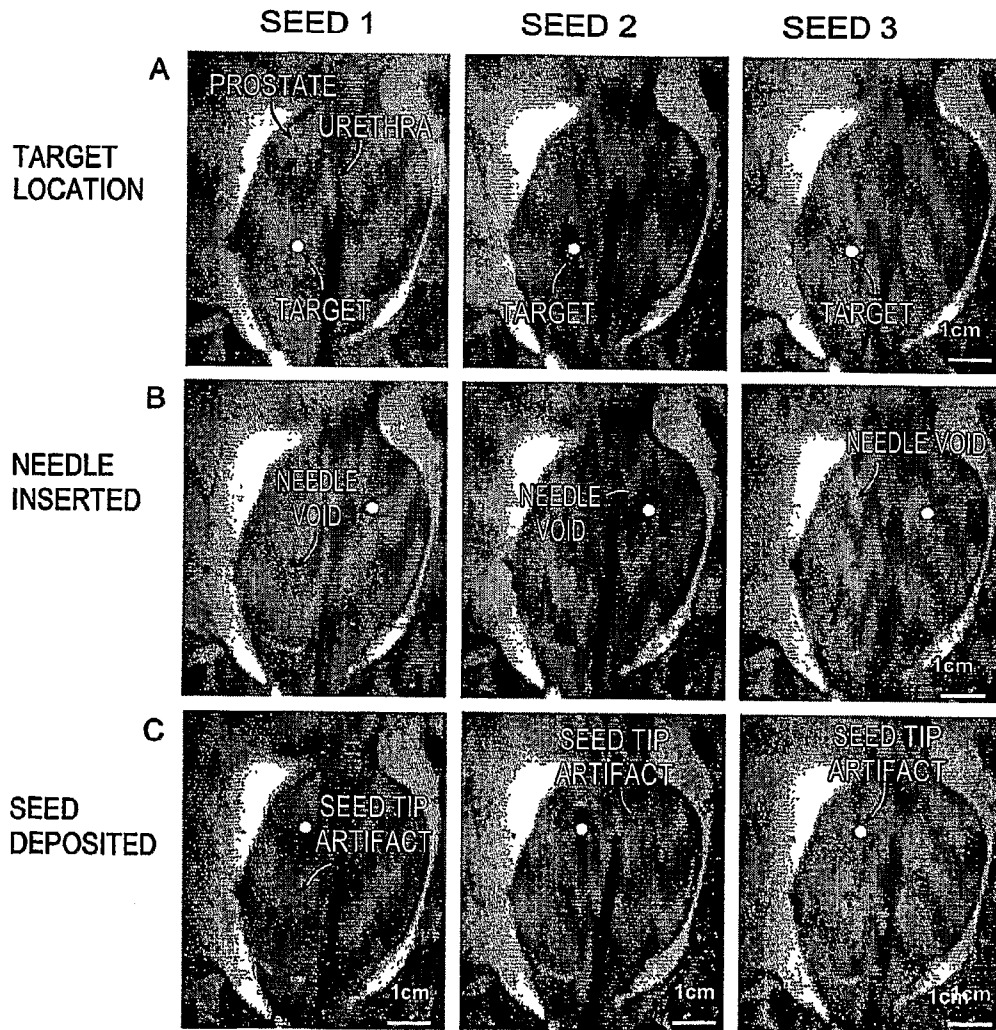 SEED 1
SEED 2
SEED 3
A
TARGET
LOCATION
PROSTATE
URETHRA
TARGET
TARGET
TARGET
1cm
B
NEEDLE
INSERTED
NEEDLE
VOID
NEEDLE
VOID
NEEDLE VOID
1cm
C
SEED
DEPOSITED
SEED TIP
ARTIFACT
1cm
SEED TIP
ARTIFACT
1cm
SEED TIP
ARTIFACT
1cm
1cm